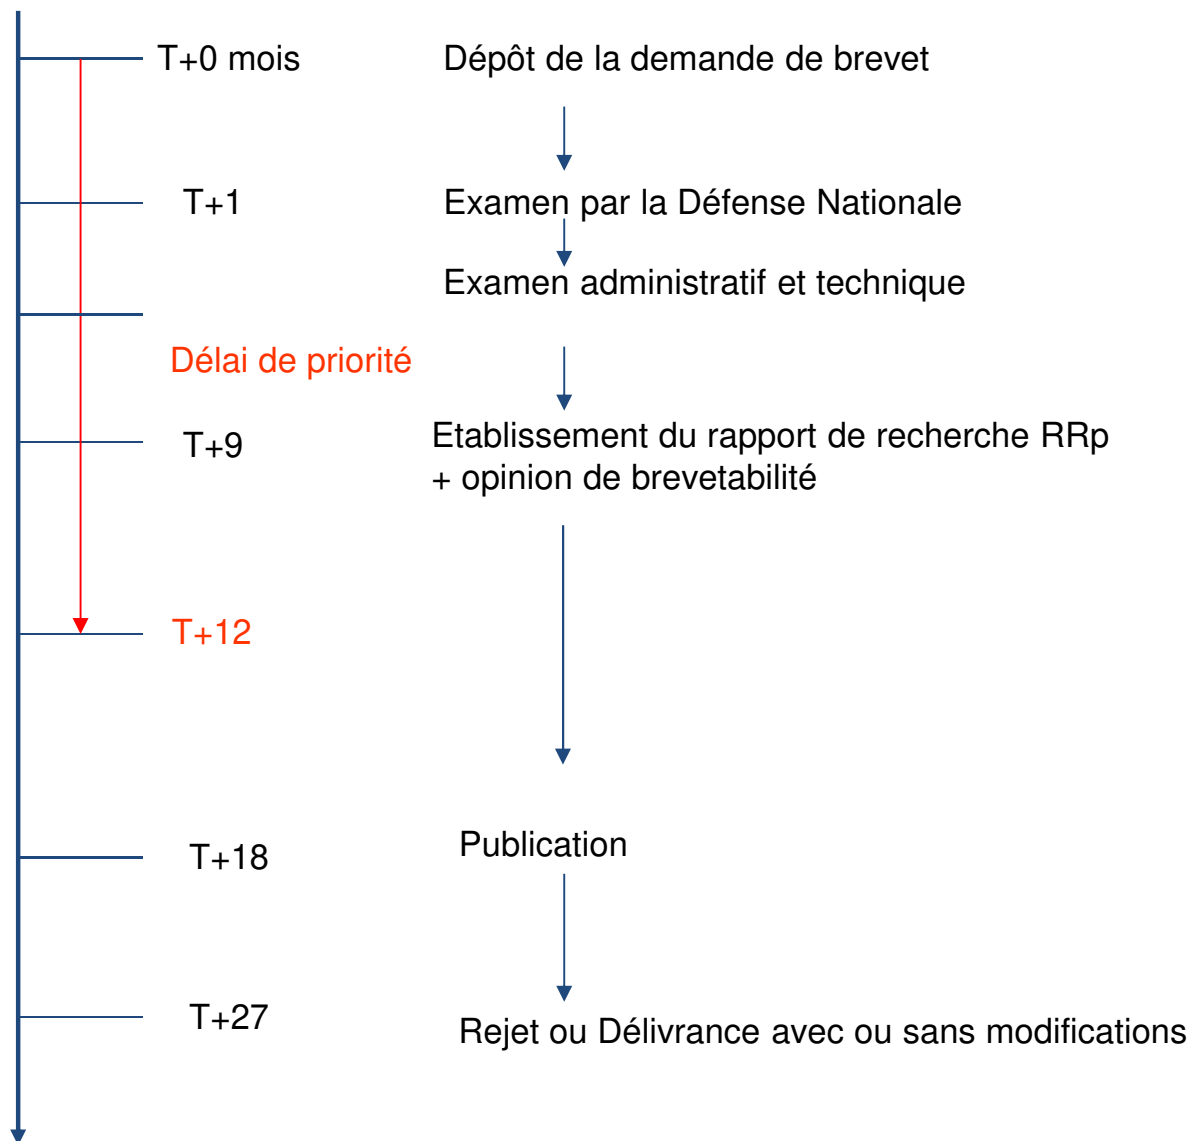 T+0 mois Dépôt de la demande de brevet
T+1 Examen par la Défense Nationale
Examen administratif et technique
Délai de priorité
T+9 Etablissement du rapport de recherche RRp
+ opinion de brevetabilité
T+12
T+18 Publication
T+27 Rejet ou Délivrance avec ou sans modifications